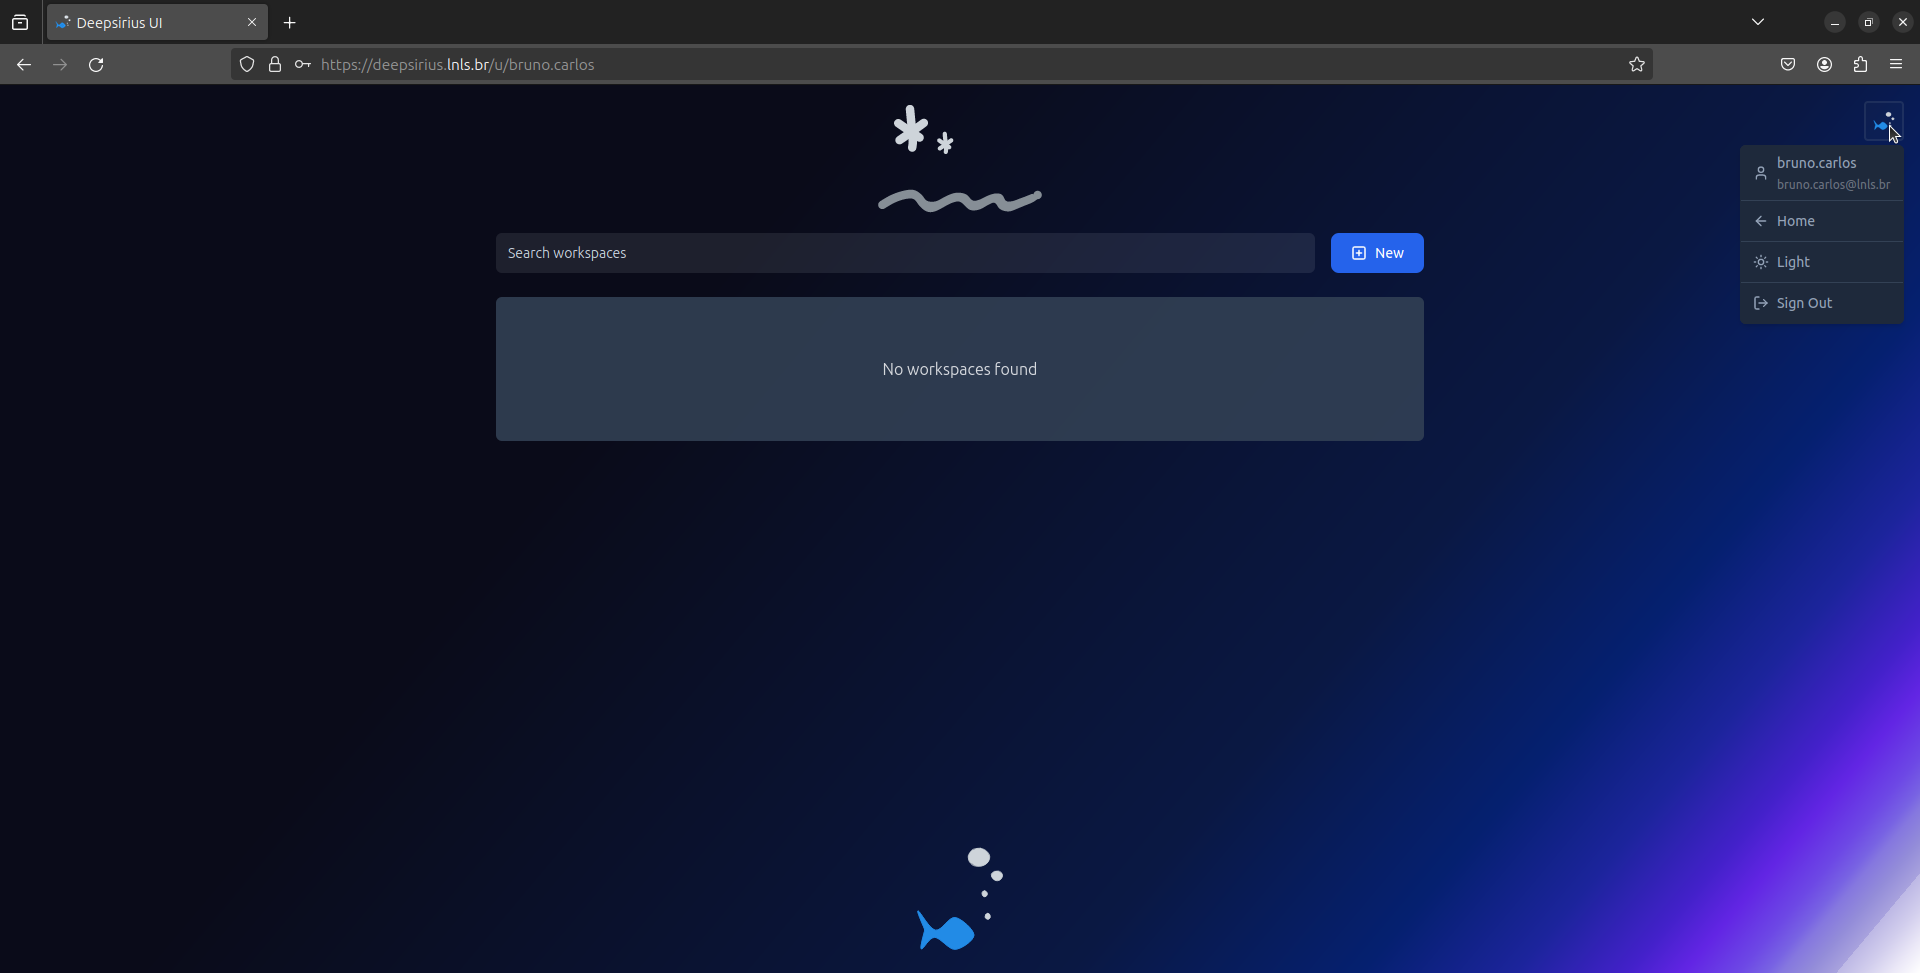 Deepsirius UI
https://deepsirius.lnls.br/u/bruno.carlos
bruno.carlos
bruno.carlos@lnls.br
Home
Light
Sign Out
Search workspaces
New
No workspaces found